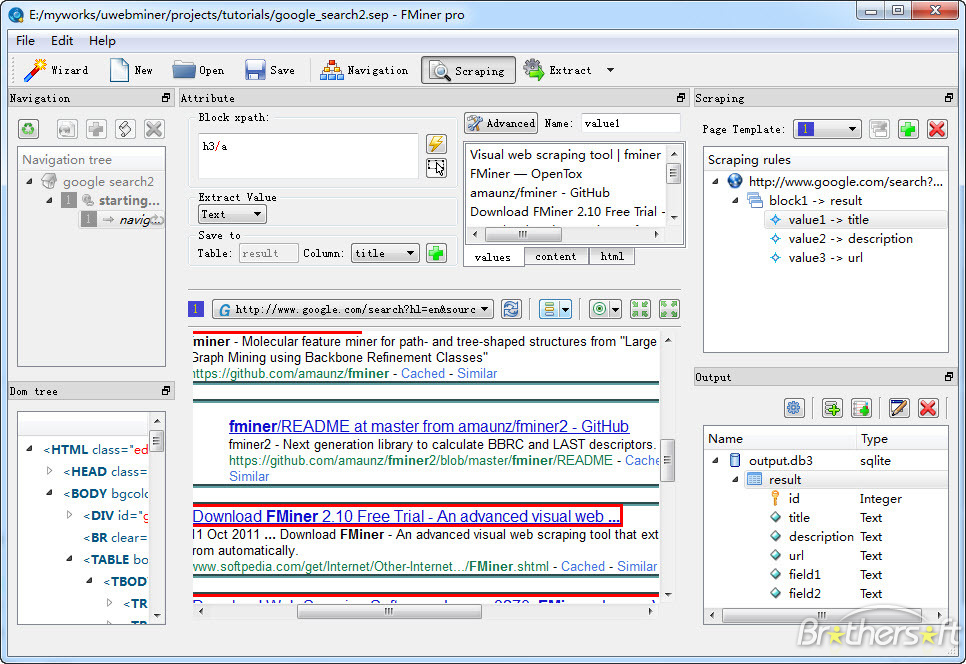 E:/myworks/uwebminer/projects/tutorials/google_search2.sep - FMiner pro
File Edit Help
Wizard New Open Save Navigation Scraping Extract
Navigation
Navigation tree
google search2
1 starting...
1 navig
Dom tree
<HTML class="ed
<HEAD class=
<BODY bgcolo
<DIV id="g
<BR clear=
<TABLE bo
<TBOD
<TR
Attribute
Block xpath:
h3/a
Extract Value
Text
Save to
Table: result Column: title
Advanced Name: value1
Visual web scraping tool | fminer
FMiner — OpenTox
amaunz/fminer - GitHub
Download FMiner 2.10 Free Trial -
values content html
1 http://www.google.com/search?hl=en&sourc
miner - Molecular feature miner for path- and tree-shaped structures from "Large
Graph Mining using Backbone Refinement Classes"
https://github.com/amaunz/fminer - Cached - Similar
fminer/README at master from amaunz/fminer2 - GitHub
fminer2 - Next generation library to calculate BBRC and LAST descriptors.
https://github.com/amaunz/fminer2/blob/master/fminer/README - Cache
Similar
Download FMiner 2.10 Free Trial - An advanced visual web ...
11 Oct 2011 ... Download FMiner - An advanced visual web scraping tool that ext
rom automatically.
www.softpedia.com/get/Internet/Other-Internet.../FMiner.shtml - Cached - Similar
Scraping
Page Template: 1
Scraping rules
http://www.google.com/search?...
block1 -> result
value1 -> title
value2 -> description
value3 -> url
Output
Name Type
output.db3 sqlite
result
id Integer
title Text
description Text
url Text
field1 Text
field2 Text
Brothersoft